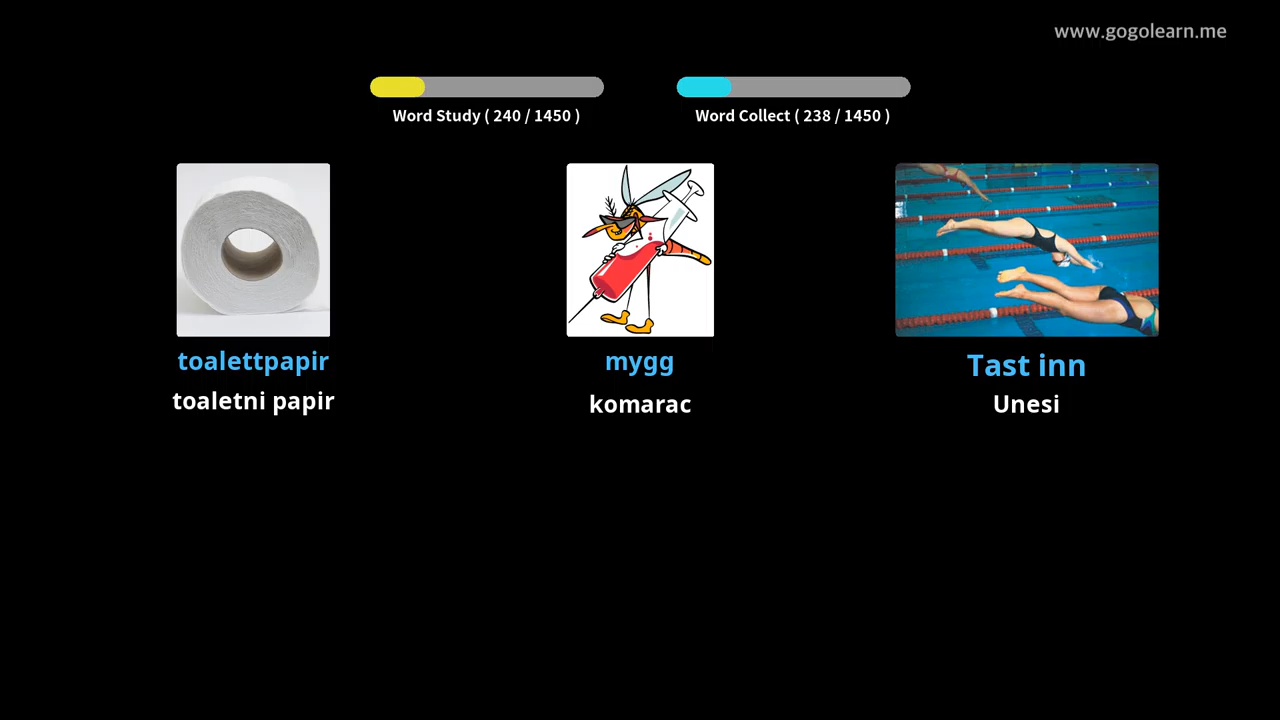 www.gogolearn.me
Word Study ( 240 / 1450 )
Word Collect ( 238 / 1450 )
toalettpapir
toaletni papir
mygg
komarac
Tast inn
Unesi